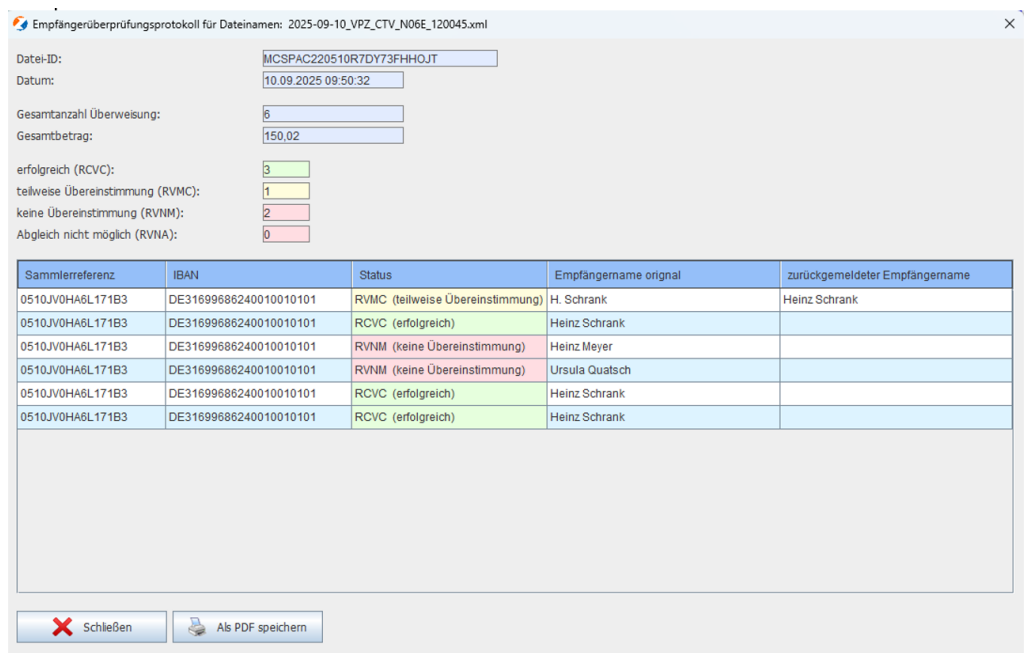 Empfängerüberprüfungsprotokoll für Dateinamen: 2025-09-10_VPZ_CTV_N06E_120045.xml
Datei-ID: MCSPAC220510R7DY73FHHOJT
Datum: 10.09.2025 09:50:32
Gesamtanzahl Überweisung: 6
Gesamtbetrag: 150,02
erfolgreich (RCVC): 3
teilweise Übereinstimmung (RVMC): 1
keine Übereinstimmung (RVNM): 2
Abgleich nicht möglich (RVNA): 0
Sammlerreferenz IBAN Status Empfängername orignal zurückgemeldeter Empfängername
0510JV0HA6L171B3 DE31699686240010010101 RVMC (teilweise Übereinstimmung) H. Schrank Heinz Schrank
0510JV0HA6L171B3 DE31699686240010010101 RCVC (erfolgreich) Heinz Schrank
0510JV0HA6L171B3 DE31699686240010010101 RVNM (keine Übereinstimmung) Heinz Meyer
0510JV0HA6L171B3 DE31699686240010010101 RVNM (keine Übereinstimmung) Ursula Quatsch
0510JV0HA6L171B3 DE31699686240010010101 RCVC (erfolgreich) Heinz Schrank
0510JV0HA6L171B3 DE31699686240010010101 RCVC (erfolgreich) Heinz Schrank
Schließen Als PDF speichern